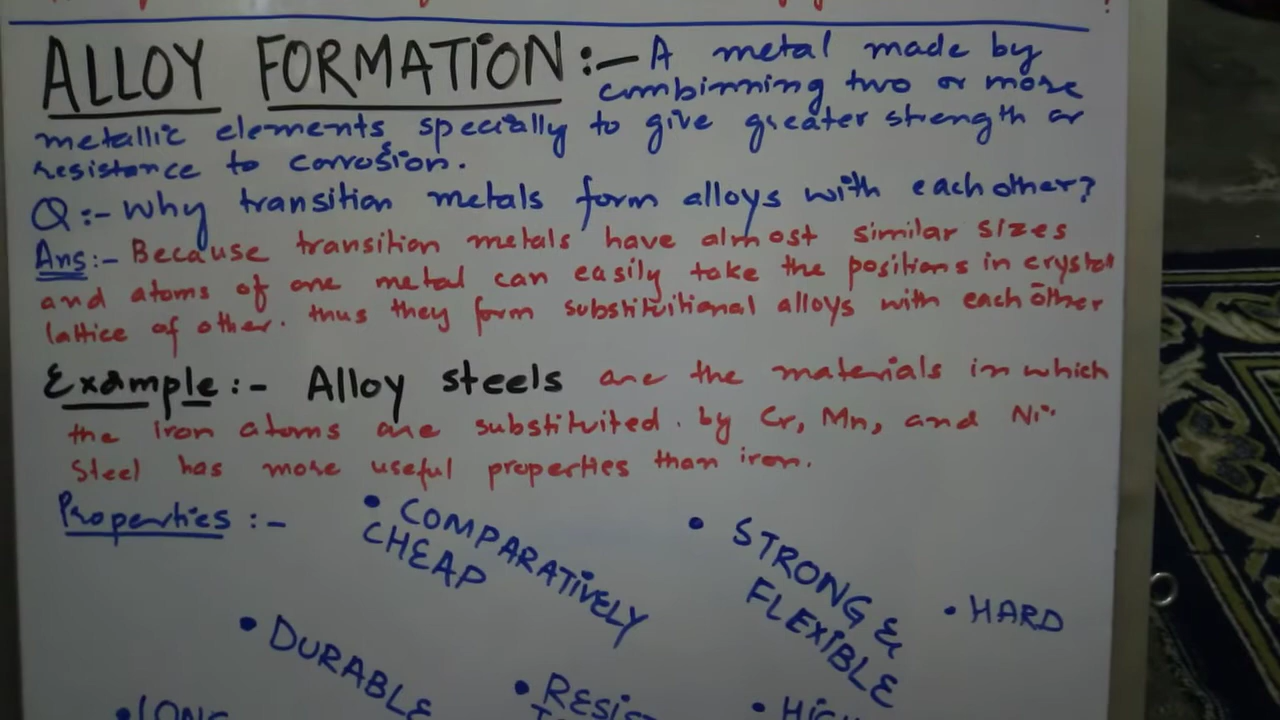 ALLOY FORMATION :- A metal made by
combinning two or more
metallic elements, specially to give greater strength or
resistance to corrosion.
Q :- Why transition metals form alloys with each other?
Ans :- Because transition metals have almost similar sizes
and atoms of one metal can easily take the positions in crystal
lattice of other. thus they form substituitional alloys with each other
Example :- Alloy steels are the materials in which
the iron atoms are substituited. by Cr, Mn, and Ni.
Steel has more useful properties than iron.
Properties :-
• COMPARATIVELY
CHEAP
• STRONG &
FLEXIBLE
• HARD
• DURABLE
• LONG